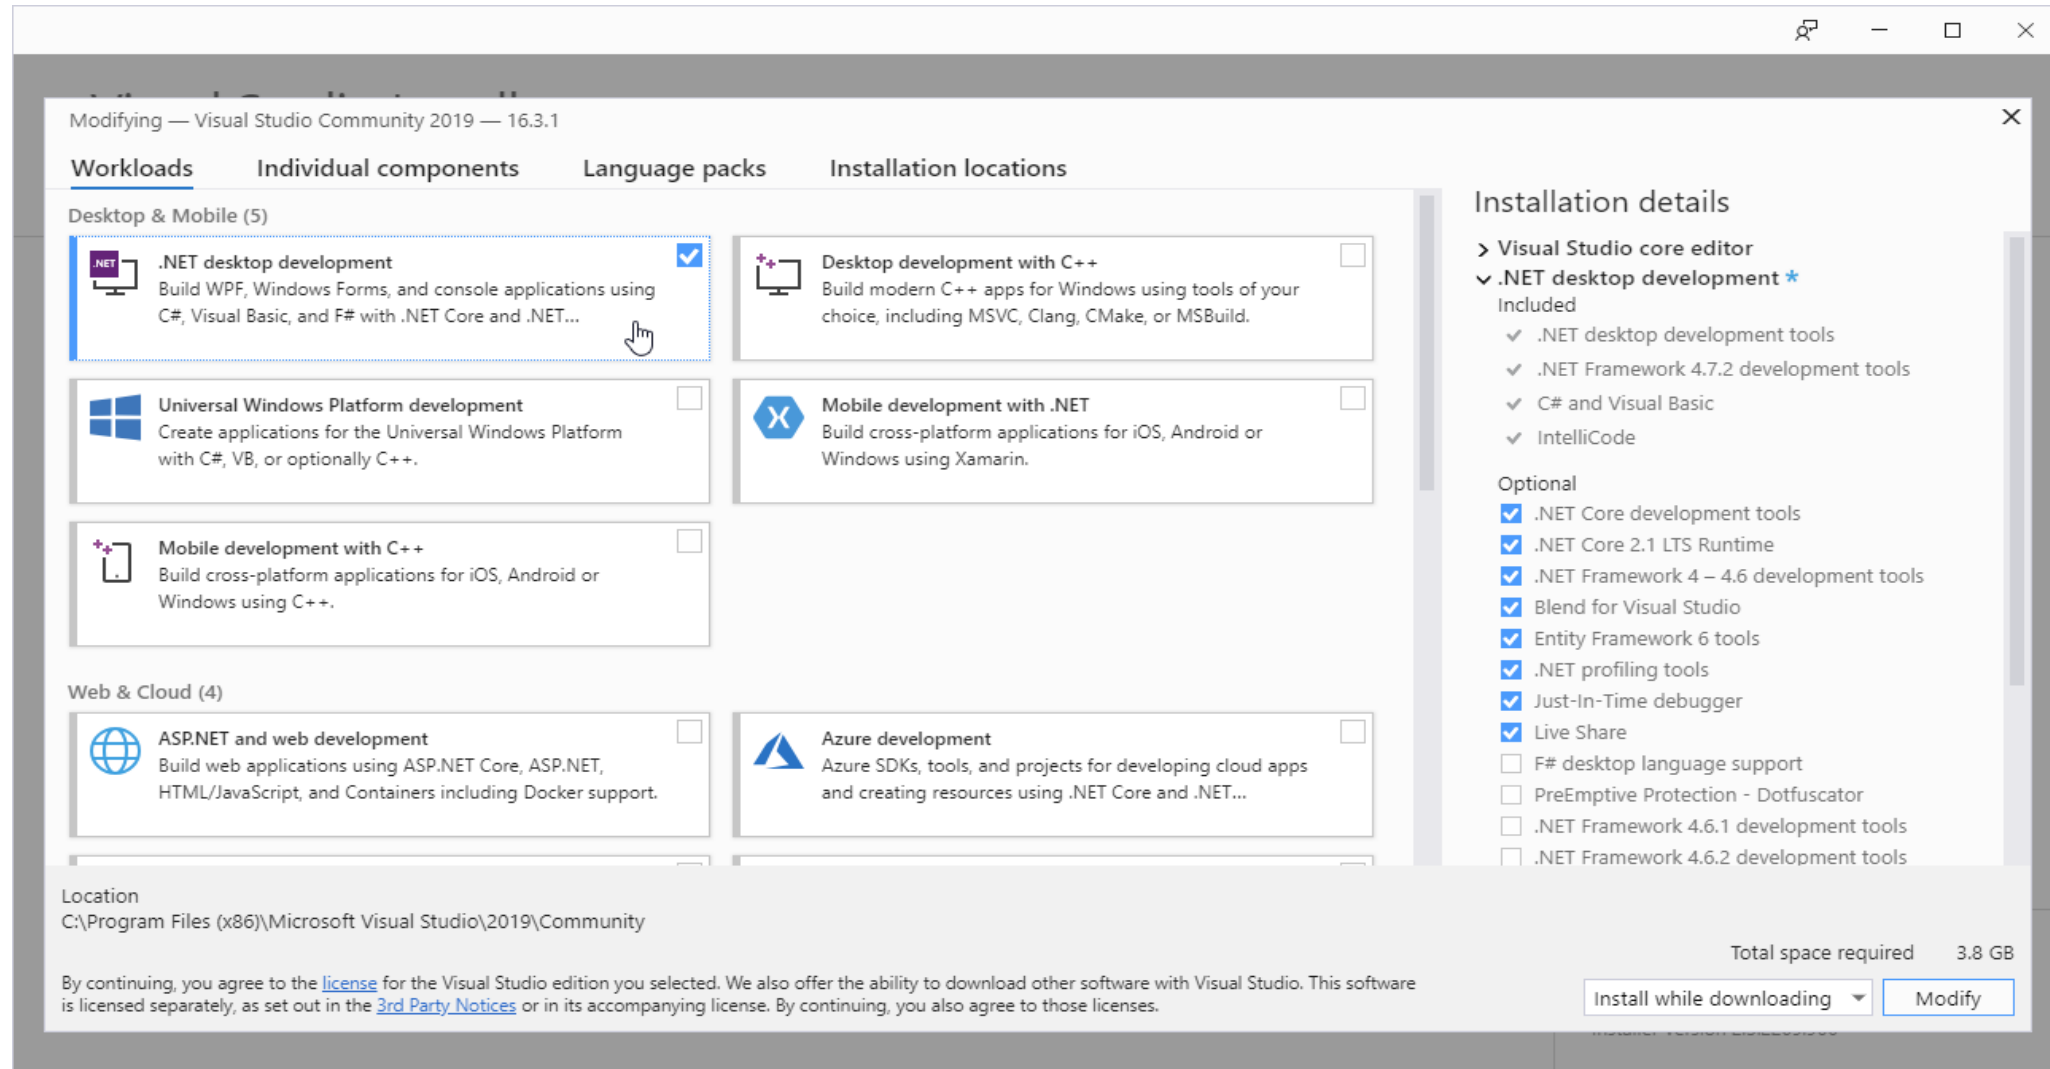 Modifying — Visual Studio Community 2019 — 16.3.1
Workloads
Individual components
Language packs
Installation locations
Desktop & Mobile (5)
.NET
.NET desktop development
Build WPF, Windows Forms, and console applications using
C#, Visual Basic, and F# with .NET Core and .NET...
Desktop development with C++
Build modern C++ apps for Windows using tools of your
choice, including MSVC, Clang, CMake, or MSBuild.
Universal Windows Platform development
Create applications for the Universal Windows Platform
with C#, VB, or optionally C++.
Mobile development with .NET
Build cross-platform applications for iOS, Android or
Windows using Xamarin.
Mobile development with C++
Build cross-platform applications for iOS, Android or
Windows using C++.
Web & Cloud (4)
ASP.NET and web development
Build web applications using ASP.NET Core, ASP.NET,
HTML/JavaScript, and Containers including Docker support.
Azure development
Azure SDKs, tools, and projects for developing cloud apps
and creating resources using .NET Core and .NET...
Installation details
Visual Studio core editor
.NET desktop development *
Included
.NET desktop development tools
.NET Framework 4.7.2 development tools
C# and Visual Basic
IntelliCode
Optional
.NET Core development tools
.NET Core 2.1 LTS Runtime
.NET Framework 4 – 4.6 development tools
Blend for Visual Studio
Entity Framework 6 tools
.NET profiling tools
Just-In-Time debugger
Live Share
F# desktop language support
PreEmptive Protection - Dotfuscator
.NET Framework 4.6.1 development tools
.NET Framework 4.6.2 development tools
Location
C:\Program Files (x86)\Microsoft Visual Studio\2019\Community
Total space required 3.8 GB
By continuing, you agree to the license for the Visual Studio edition you selected. We also offer the ability to download other software with Visual Studio. This software
is licensed separately, as set out in the 3rd Party Notices or in its accompanying license. By continuing, you also agree to those licenses.
Install while downloading
Modify